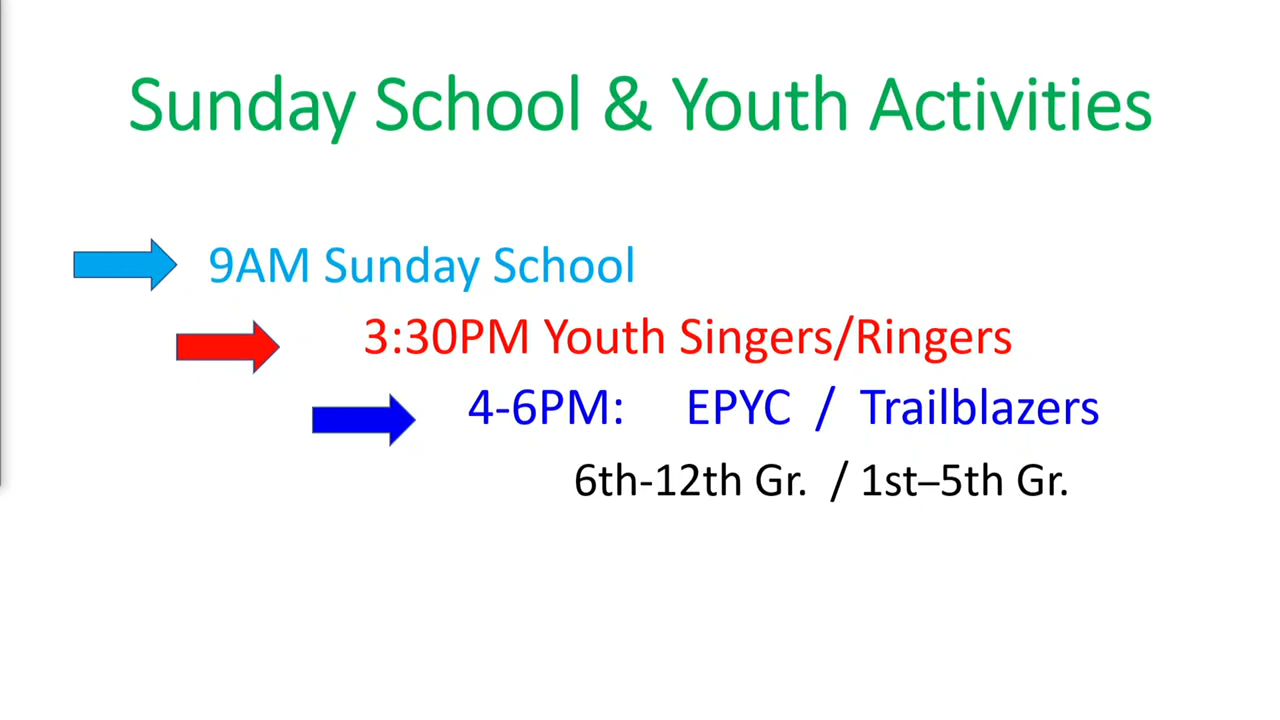 Sunday School & Youth Activities
9AM Sunday School
3:30PM Youth Singers/Ringers
4-6PM: EPYC / Trailblazers
6th-12th Gr. / 1st–5th Gr.